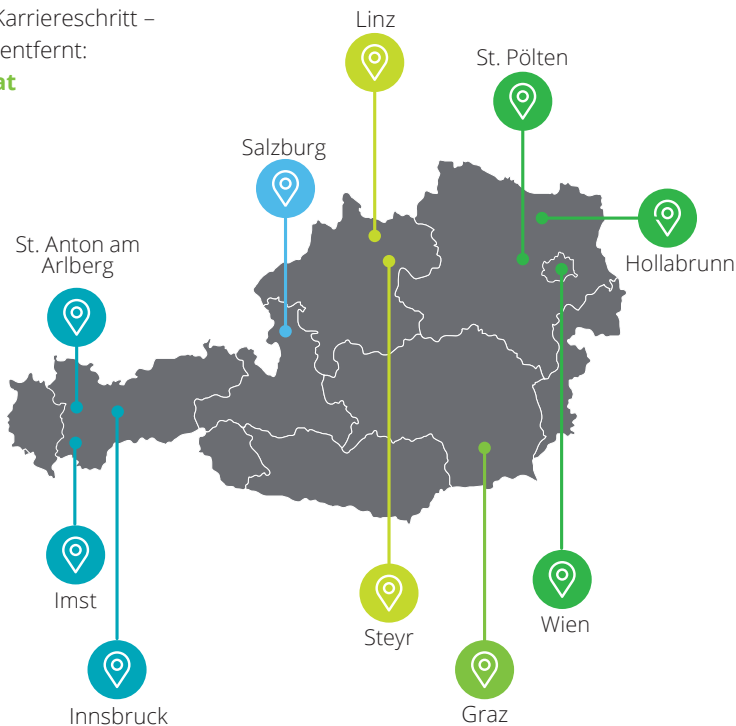 Karriereschritt –
entfernt:
at
Linz
St. Pölten
Salzburg
St. Anton am
Arlberg
Hollabrunn
Imst
Steyr
Wien
Innsbruck
Graz